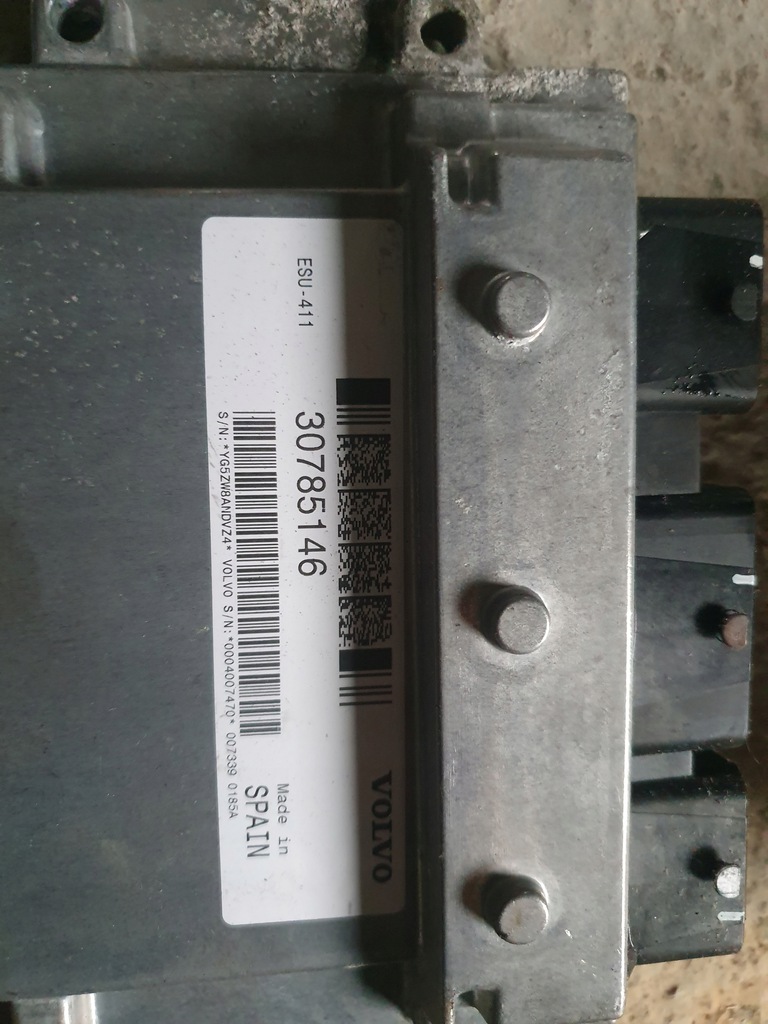 VOLVO
ESU-411
30785146
Made in
SPAIN
S/N:*YG5ZW8ANDVZ4* VOLVO S/N:*0004007470* 007339 0185A